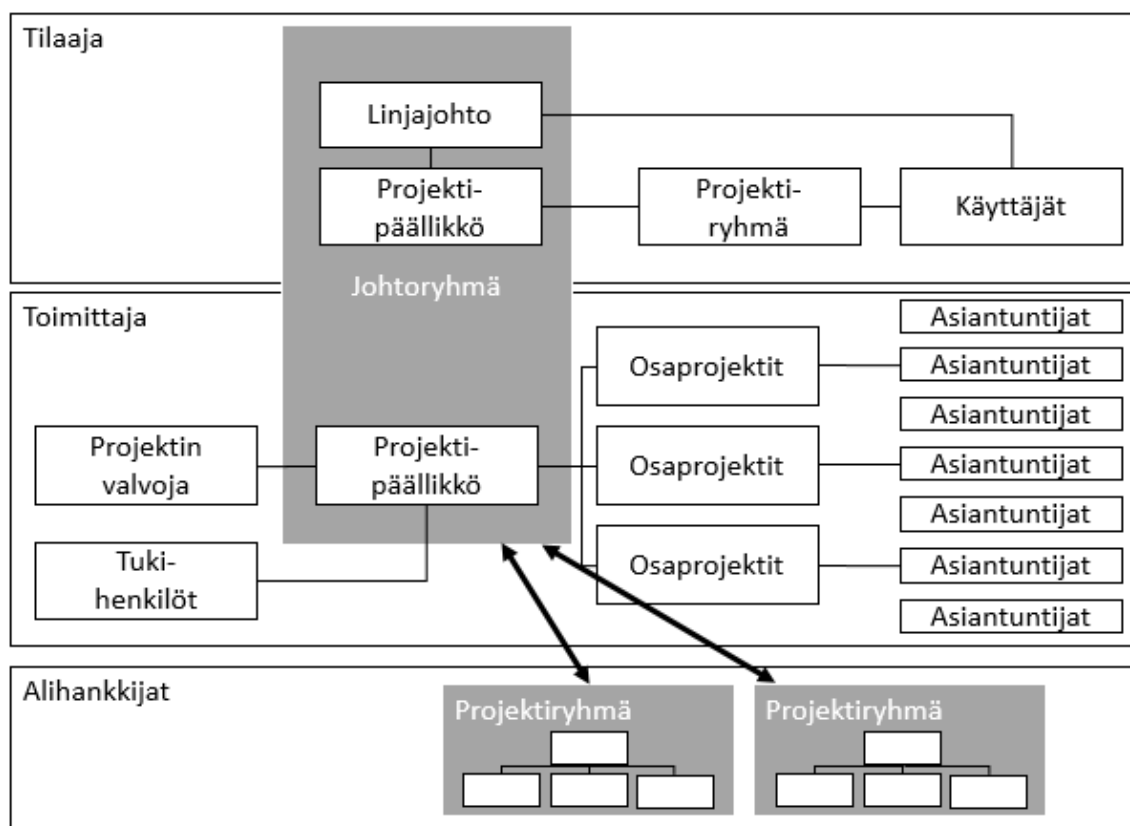 Tilaaja
Linjajohto
Projekti-
päällikkö
Projekti-
ryhmä
Käyttäjät
Johtoryhmä
Toimittaja
Projektin
valvoja
Projekti-
päällikkö
Tuki-
henkilöt
Osaprojektit
Osaprojektit
Osaprojektit
Asiantuntijat
Asiantuntijat
Asiantuntijat
Asiantuntijat
Asiantuntijat
Asiantuntijat
Asiantuntijat
Alihankkijat
Projektiryhmä
Projektiryhmä